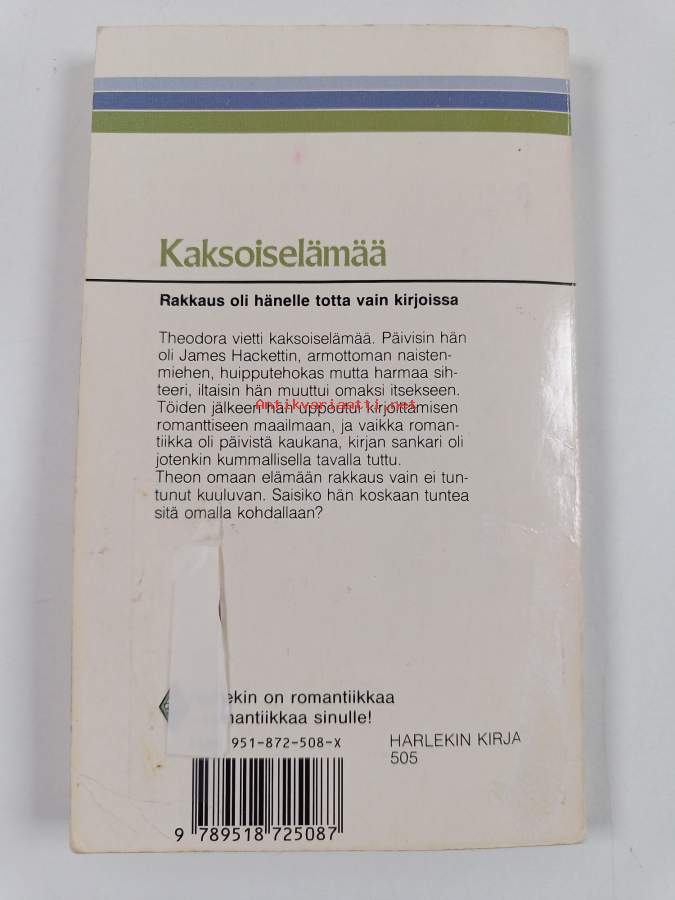 Kaksoiselämää
Rakkaus oli hänelle totta vain kirjoissa
Theodora vietti kaksoiselämää. Päivisin hän
oli James Hackettin, armottoman naisten-
miehen, huipputehokas mutta harmaa sih-
teeri, iltaisin hän muuttui omaksi itsekseen.
Töiden jälkeen hän uppoutui kirjoittamisen
Antikvariaatti.net
romanttiseen maailmaan, ja vaikka roman-
tiikka oli päivistä kaukana, kirjan sankari oli
jotenkin kummallisella tavalla tuttu.
Theon omaan elämään rakkaus vain ei tun-
tunut kuuluvan. Saisiko hän koskaan tuntea
sitä omalla kohdallaan?
ekin on romantiikkaa
mantiikkaa sinulle!
951-872-508-X
HARLEKIN KIRJA
505
9 789518 725087